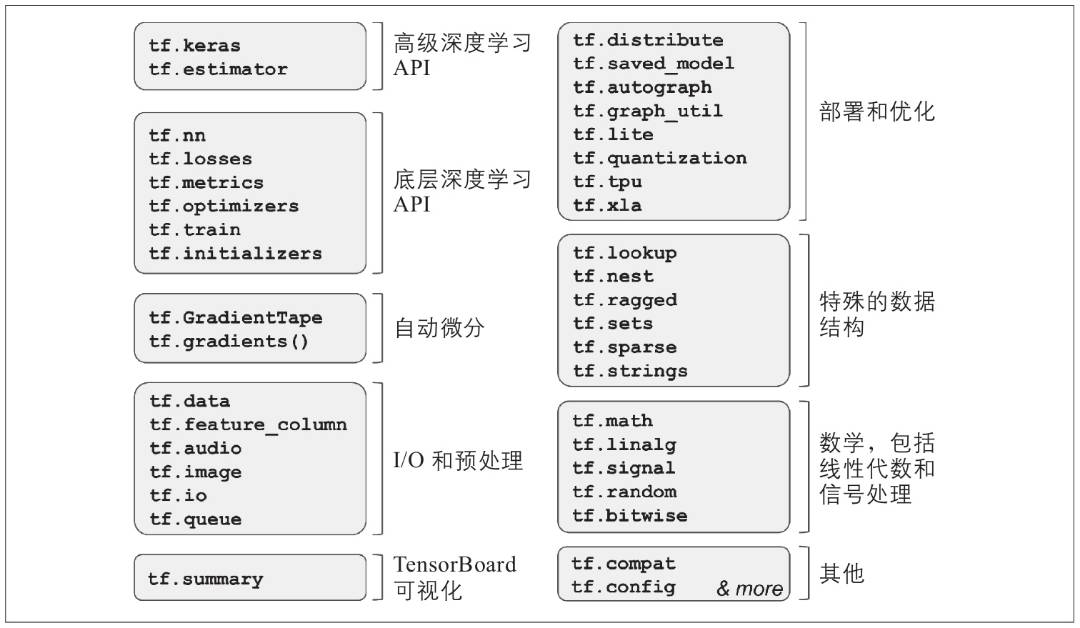 tf.keras
tf.estimator
高级深度学习
API
tf.nn
tf.losses
tf.metrics
tf.optimizers
tf.train
tf.initializers
底层深度学习
API
tf.GradientTape
tf.gradients()
自动微分
tf.data
tf.feature_column
tf.audio
tf.image
tf.io
tf.queue
I/O 和预处理
tf.summary
TensorBoard
可视化
tf.distribute
tf.saved_model
tf.autograph
tf.graph_util
tf.lite
tf.quantization
tf.tpu
tf.xla
部署和优化
tf.lookup
tf.nest
tf.ragged
tf.sets
tf.sparse
tf.strings
特殊的数据
结构
tf.math
tf.linalg
tf.signal
tf.random
tf.bitwise
数学，包括
线性代数和
信号处理
tf.compat
tf.config & more
其他